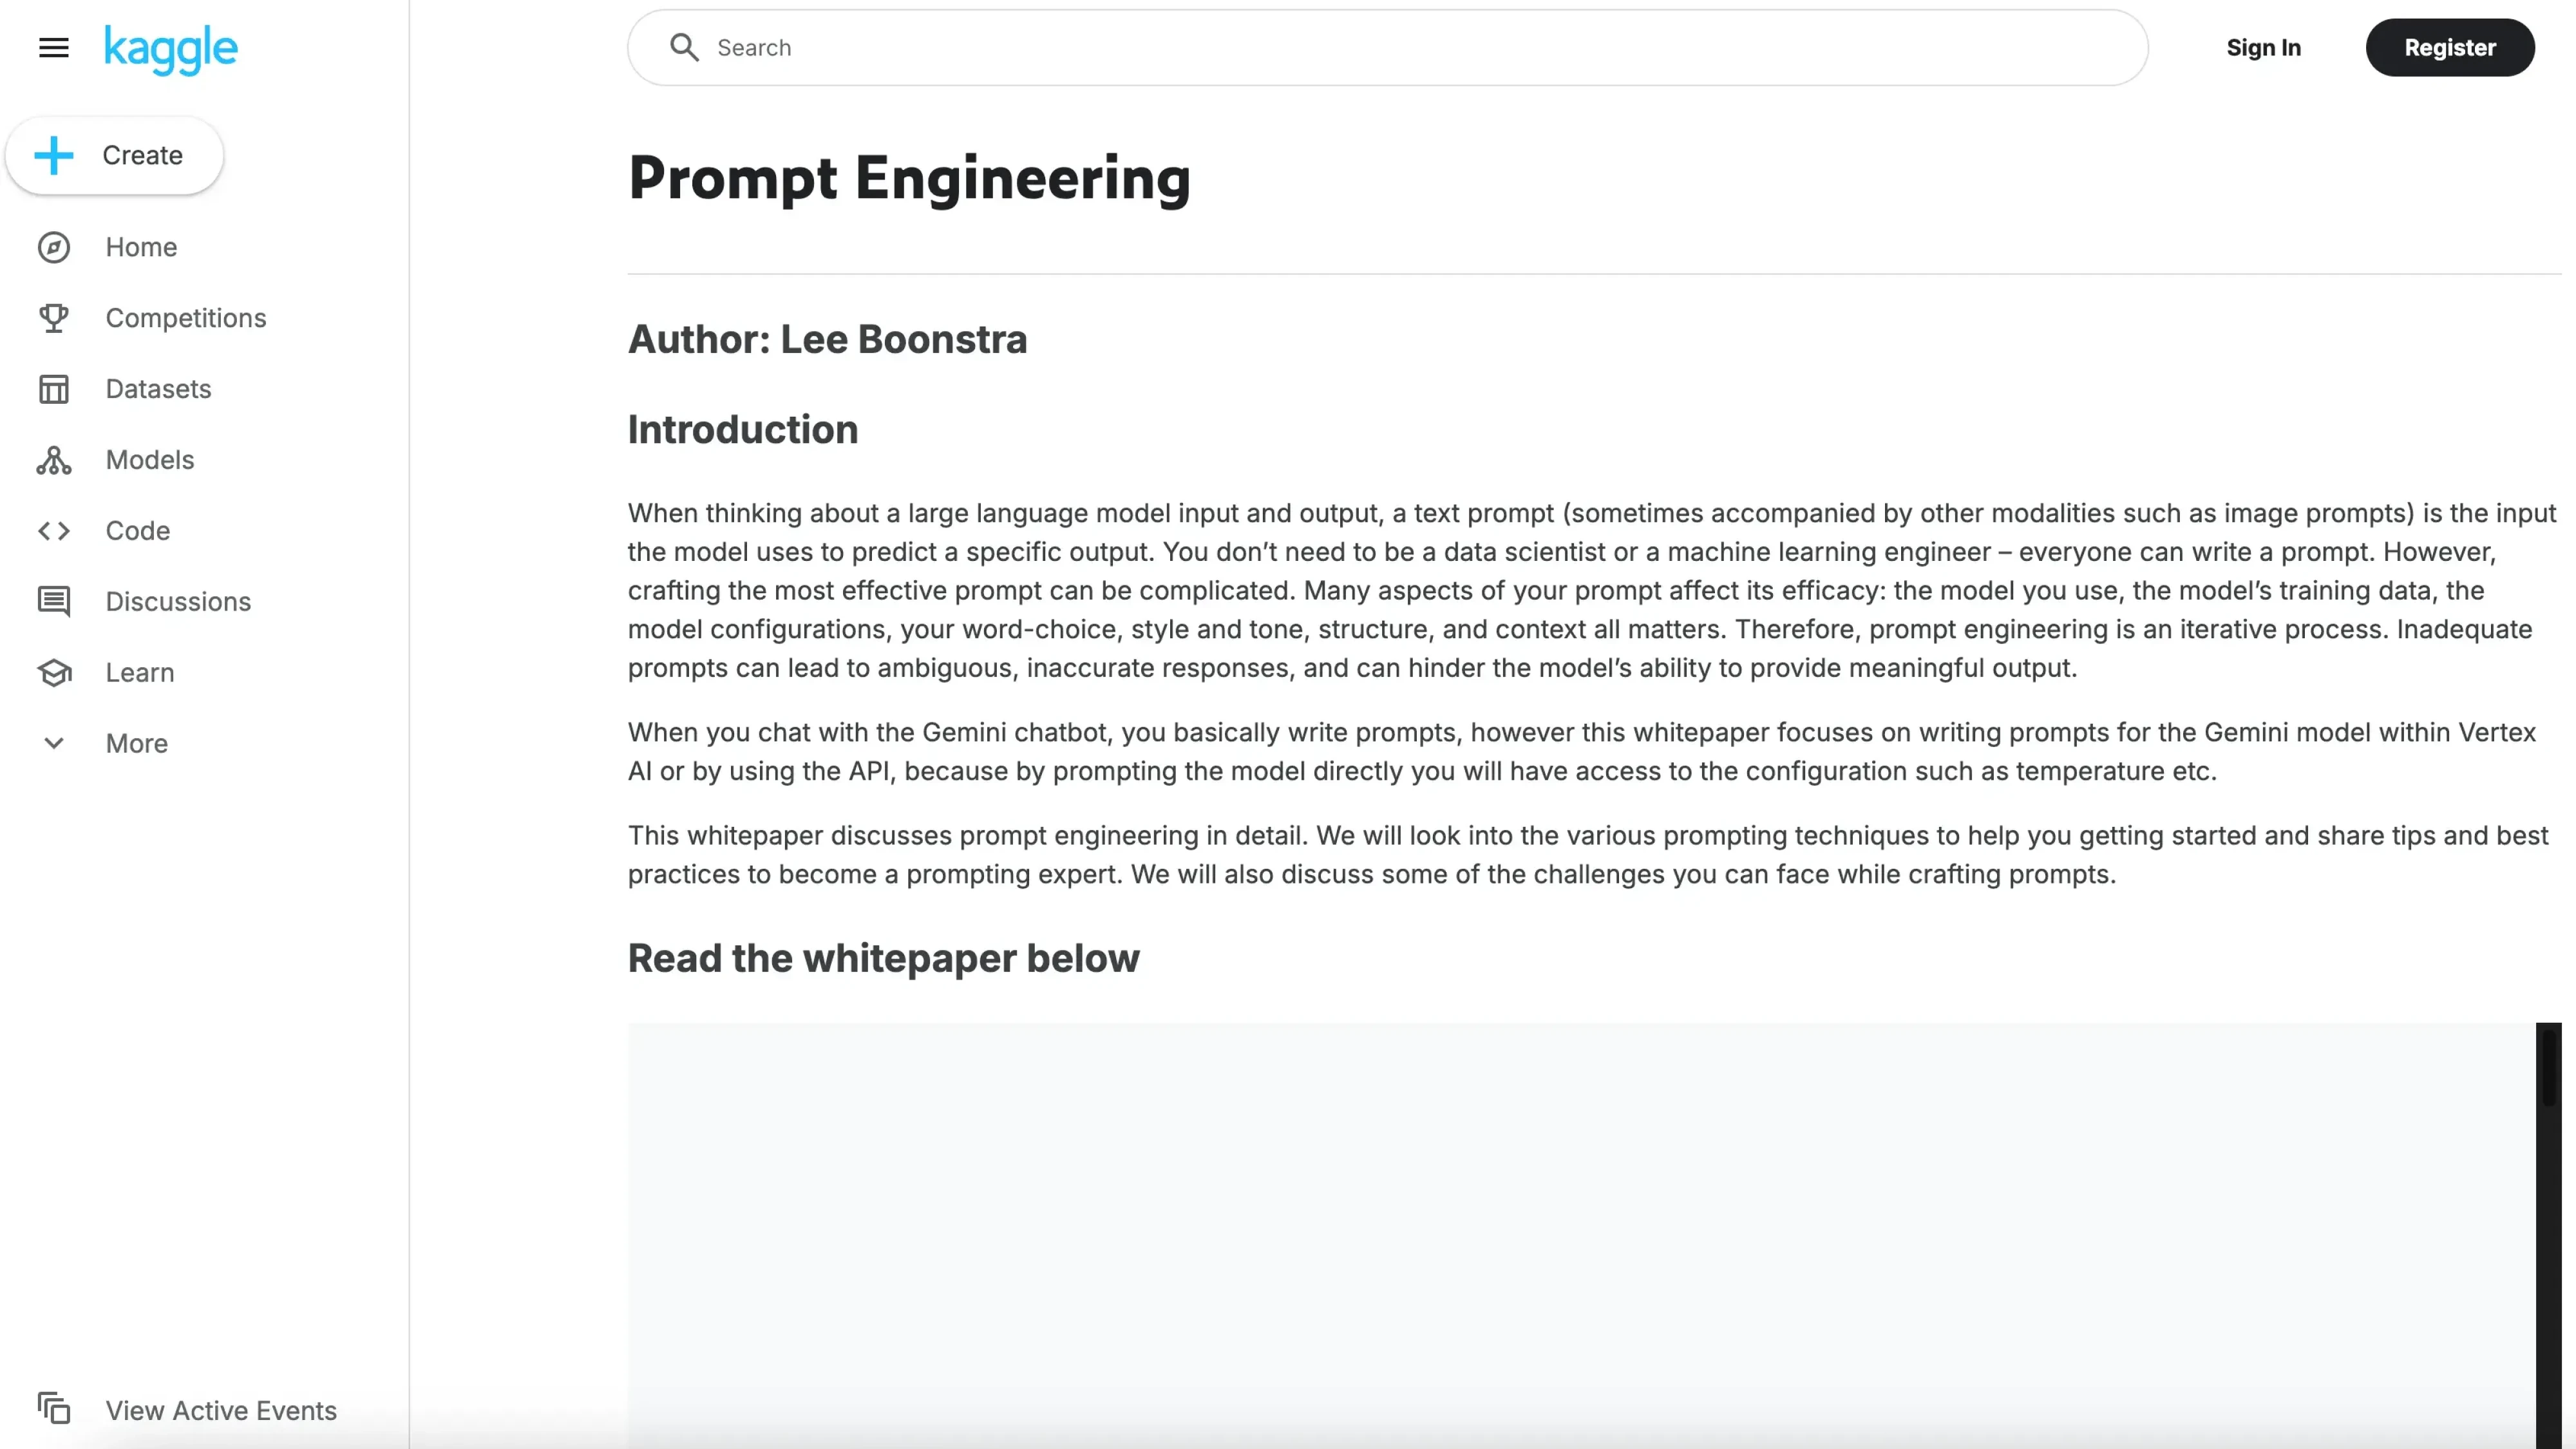 kaggle
Search
Sign In
Register
Create
Home
Competitions
Datasets
Models
Code
Discussions
Learn
More
View Active Events
Prompt Engineering
Author: Lee Boonstra
Introduction
When thinking about a large language model input and output, a text prompt (sometimes accompanied by other modalities such as image prompts) is the input
the model uses to predict a specific output. You don’t need to be a data scientist or a machine learning engineer – everyone can write a prompt. However,
crafting the most effective prompt can be complicated. Many aspects of your prompt affect its efficacy: the model you use, the model’s training data, the
model configurations, your word-choice, style and tone, structure, and context all matters. Therefore, prompt engineering is an iterative process. Inadequate
prompts can lead to ambiguous, inaccurate responses, and can hinder the model’s ability to provide meaningful output.
When you chat with the Gemini chatbot, you basically write prompts, however this whitepaper focuses on writing prompts for the Gemini model within Vertex
AI or by using the API, because by prompting the model directly you will have access to the configuration such as temperature etc.
This whitepaper discusses prompt engineering in detail. We will look into the various prompting techniques to help you getting started and share tips and best
practices to become a prompting expert. We will also discuss some of the challenges you can face while crafting prompts.
Read the whitepaper below